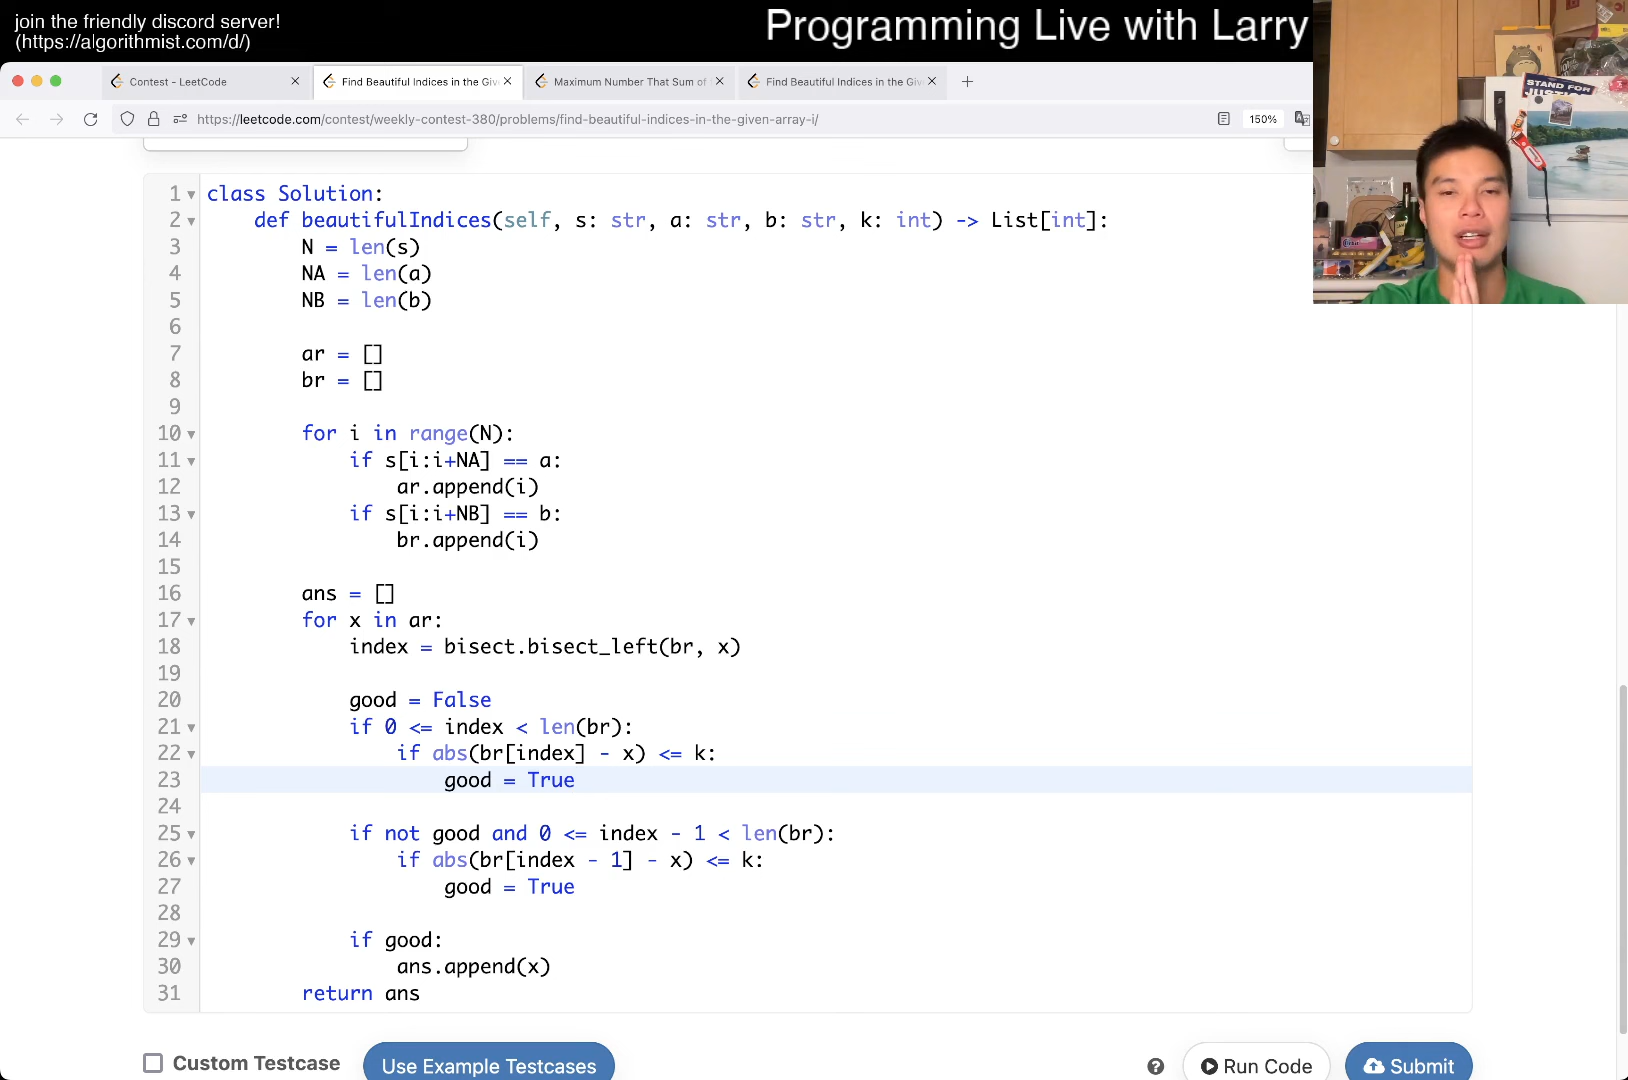 join the friendly discord server!
(https://algorithmist.com/d/)
Programming Live with Larry
STAND FOR
Contest - LeetCode
Find Beautiful Indices in the Giv
Maximum Number That Sum of
Find Beautiful Indices in the Giv
https://leetcode.com/contest/weekly-contest-380/problems/find-beautiful-indices-in-the-given-array-i/
150%
1 class Solution:
2 def beautifulIndices(self, s: str, a: str, b: str, k: int) -> List[int]:
3 N = len(s)
4 NA = len(a)
5 NB = len(b)
6
7 ar = []
8 br = []
9
10 for i in range(N):
11 if s[i:i+NA] == a:
12 ar.append(i)
13 if s[i:i+NB] == b:
14 br.append(i)
15
16 ans = []
17 for x in ar:
18 index = bisect.bisect_left(br, x)
19
20 good = False
21 if 0 <= index < len(br):
22 if abs(br[index] - x) <= k:
23 good = True
24
25 if not good and 0 <= index - 1 < len(br):
26 if abs(br[index - 1] - x) <= k:
27 good = True
28
29 if good:
30 ans.append(x)
31 return ans
Custom Testcase
Use Example Testcases
?
Run Code
Submit